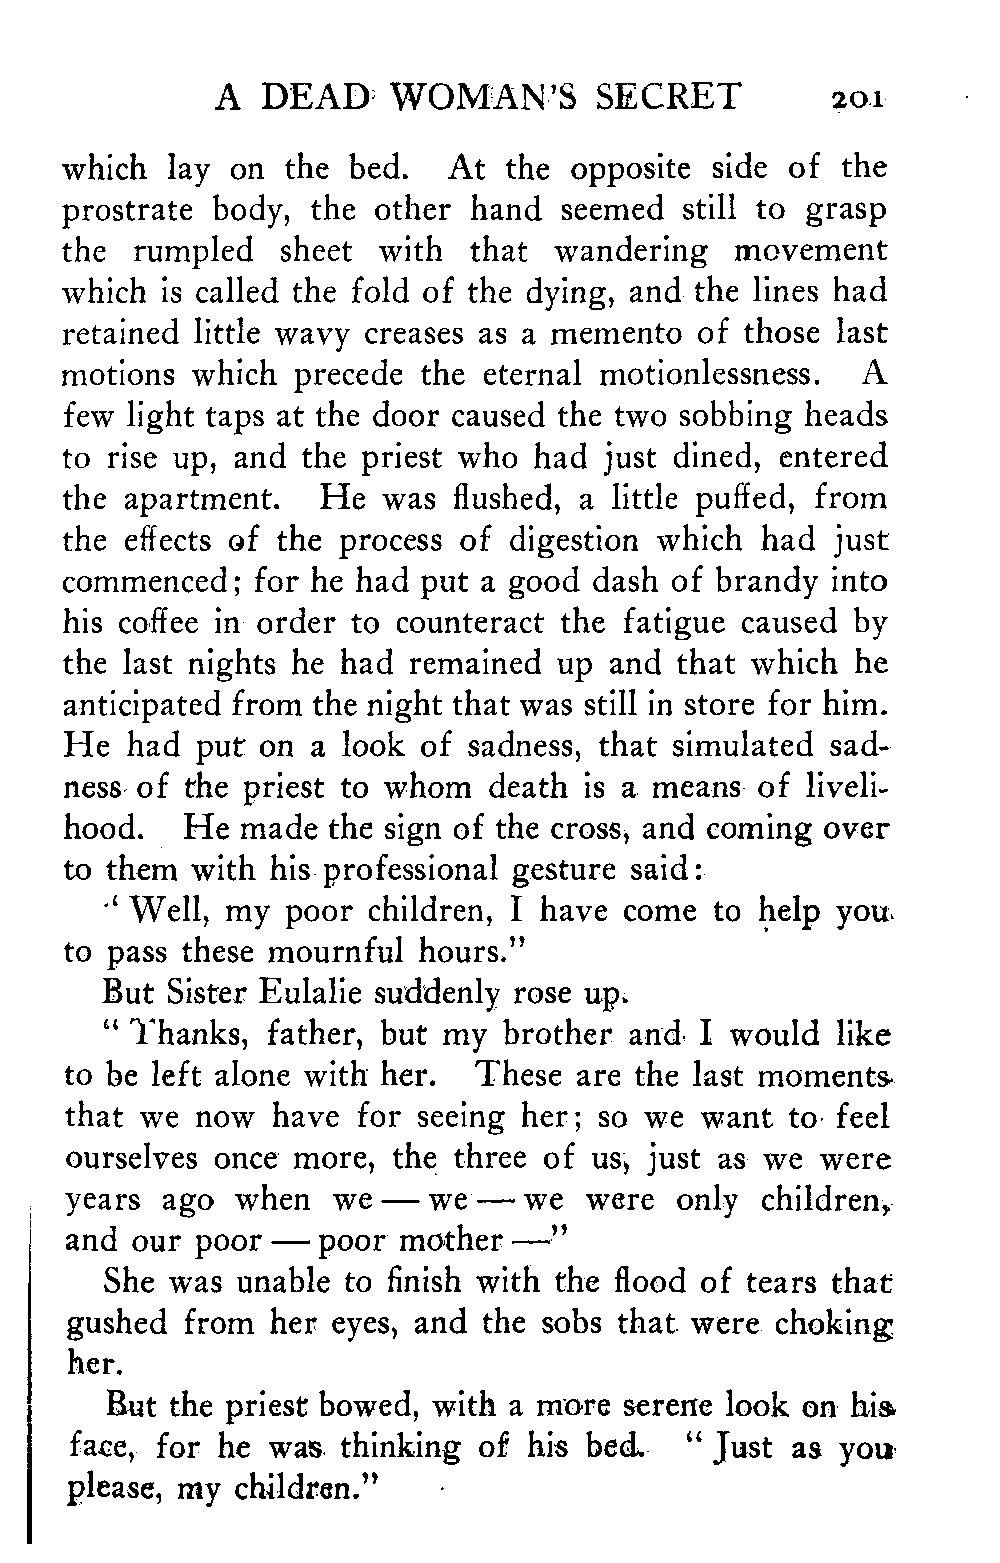 A DEAD WOMAN'S SECRET 201
which lay on the bed. At the opposite side of the
prostrate body, the other hand seemed still to grasp
the rumpled sheet with that wandering movement
which is called the fold of the dying, and the lines had
retained little wavy creases as a memento of those last
motions which precede the eternal motionlessness. A
few light taps at the door caused the two sobbing heads
to rise up, and the priest who had just dined, entered
the apartment. He was flushed, a little puffed, from
the effects of the process of digestion which had just
commenced; for he had put a good dash of brandy into
his coffee in order to counteract the fatigue caused by
the last nights he had remained up and that which he
anticipated from the night that was still in store for him.
He had put on a look of sadness, that simulated sad-
ness of the priest to whom death is a means of liveli-
hood. He made the sign of the cross, and coming over
to them with his professional gesture said:
"Well, my poor children, I have come to help you
to pass these mournful hours."
But Sister Eulalie suddenly rose up.
"Thanks, father, but my brother and I would like
to be left alone with her. These are the last moments
that we now have for seeing her; so we want to feel
ourselves once more, the three of us, just as we were
years ago when we — we — we were only children,
and our poor — poor mother —"
She was unable to finish with the flood of tears that
gushed from her eyes, and the sobs that were choking
her.
But the priest bowed, with a more serene look on his
face, for he was thinking of his bed. "Just as you
please, my children."